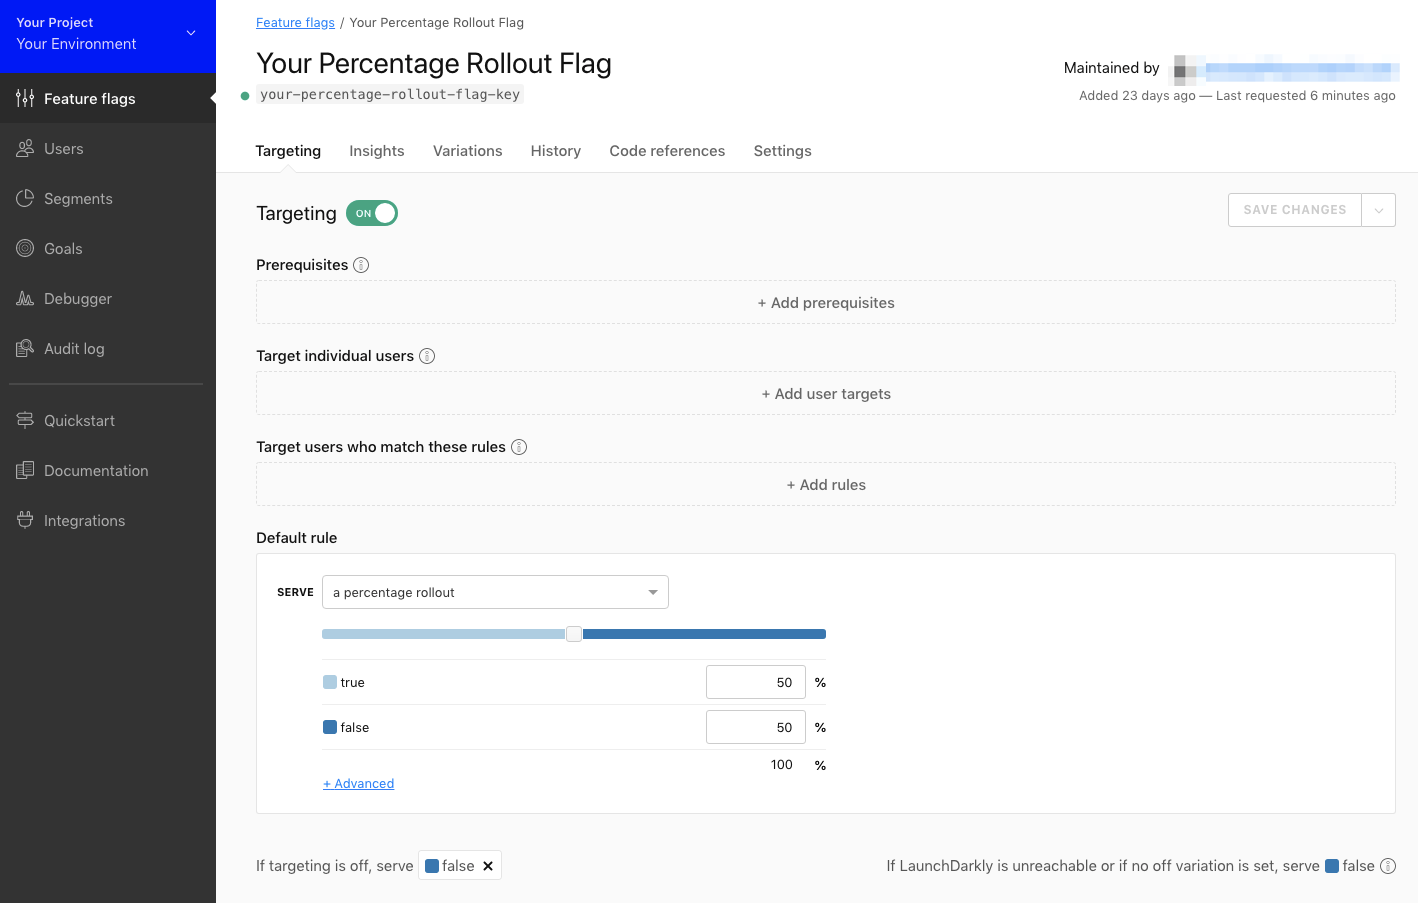 Your Project
Your Environment
Feature flags
Users
Segments
Goals
Debugger
Audit log
Quickstart
Documentation
Integrations
Feature flags / Your Percentage Rollout Flag
Your Percentage Rollout Flag
your-percentage-rollout-flag-key
Maintained by
Added 23 days ago — Last requested 6 minutes ago
Targeting Insights Variations History Code references Settings
Targeting ON
SAVE CHANGES
Prerequisites
+ Add prerequisites
Target individual users
+ Add user targets
Target users who match these rules
+ Add rules
Default rule
SERVE a percentage rollout
true 50 %
false 50 %
100 %
+ Advanced
If targeting is off, serve false
If LaunchDarkly is unreachable or if no off variation is set, serve false